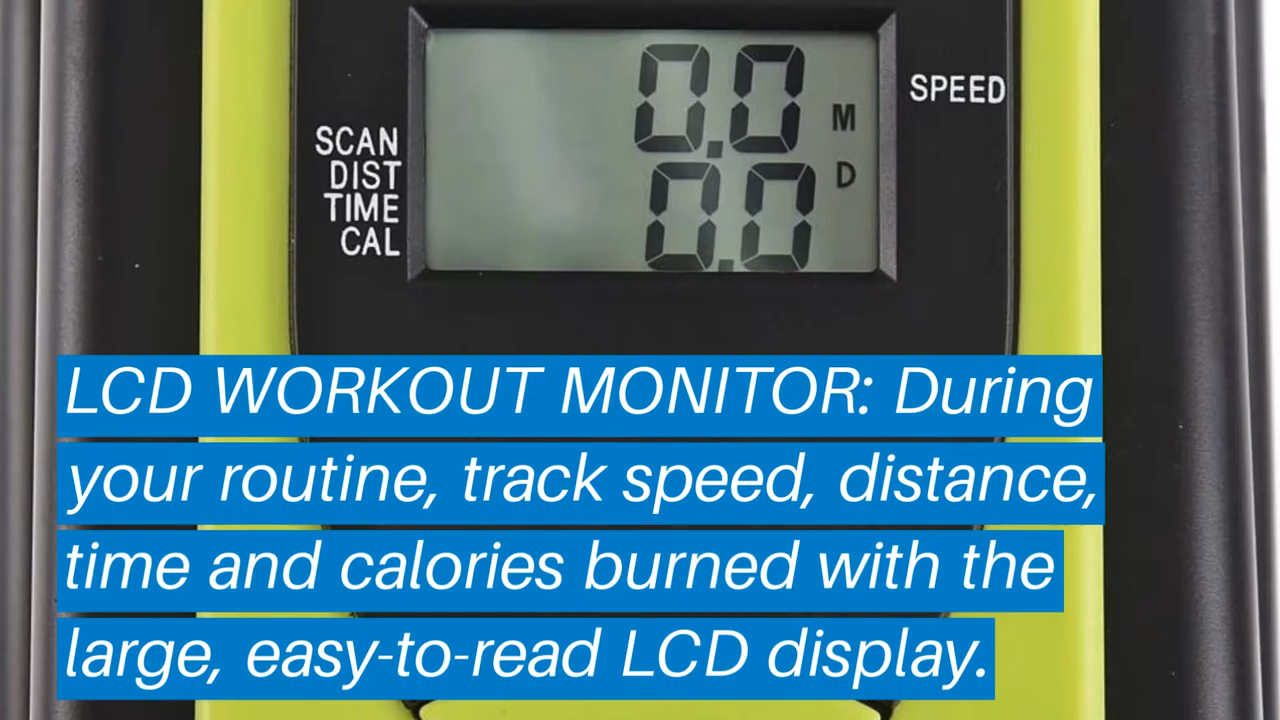 0.0 M
SPEED
0.0 D
SCAN
DIST
TIME
CAL
LCD WORKOUT MONITOR: During
your routine, track speed, distance,
time and calories burned with the
large, easy-to-read LCD display.